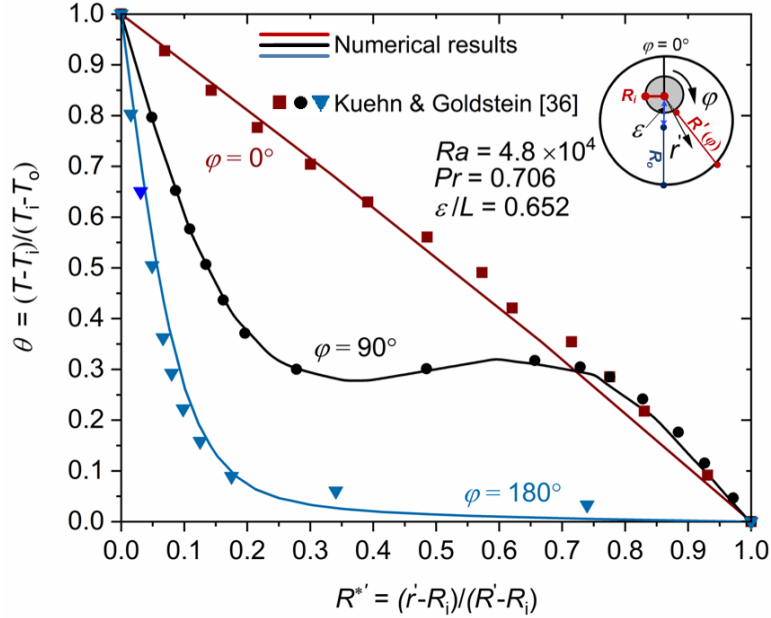 1.0
0.9
0.8
0.7
0.6
0.5
0.4
0.3
0.2
0.1
0.0
θ = (T-Tᵢ)/(Tᵢ-Tₒ)
Numerical results
Kuehn & Goldstein [36]
Ra = 4.8 ×10⁴
Pr = 0.706
ε/L = 0.652
φ = 0°
φ = 90°
φ = 180°
φ = 0°
φ
Rᵢ
ε
r'
R'(φ)
Rₒ
0.0 0.1 0.2 0.3 0.4 0.5 0.6 0.7 0.8 0.9 1.0
R*' = (r'-Rᵢ)/(R'-Rᵢ)